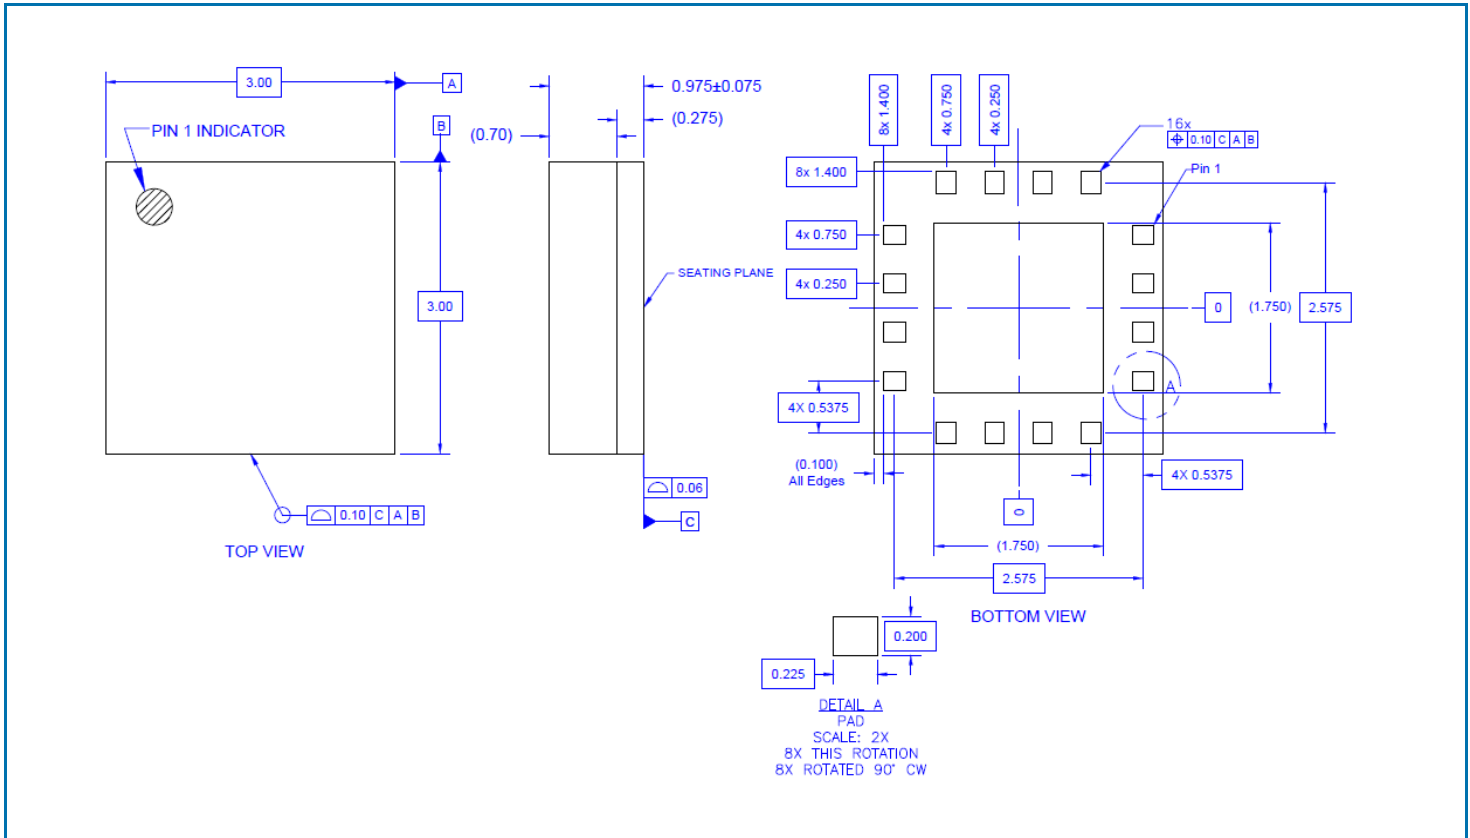 3.00
A
PIN 1 INDICATOR
B
3.00
0.10 C A B
TOP VIEW
0.975±0.075
(0.275)
(0.70)
SEATING PLANE
0.06
C
8x 1.400
4x 0.750
4x 0.250
16x
0.10 C A B
Pin 1
8x 1.400
4x 0.750
4x 0.250
0
(1.750)
2.575
4X 0.5375
A
(0.100)
All Edges
4X 0.5375
0
(1.750)
2.575
BOTTOM VIEW
0.200
0.225
DETAIL A
PAD
SCALE: 2X
8X THIS ROTATION
8X ROTATED 90° CW